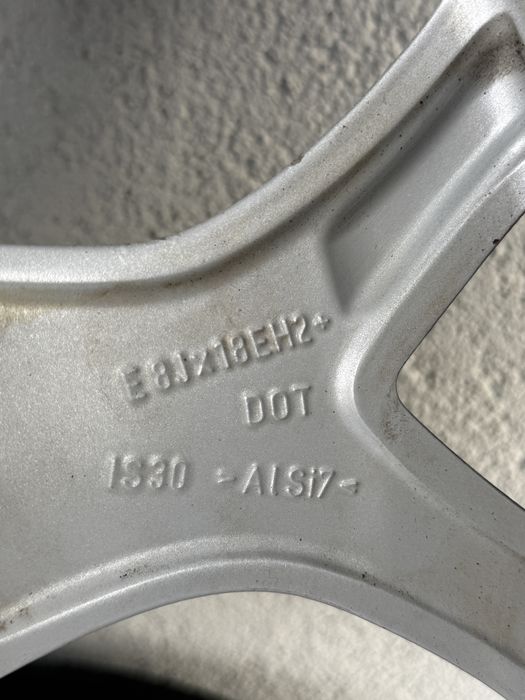 E 8Jx18EH2+
DOT
IS30 >AlSi7<